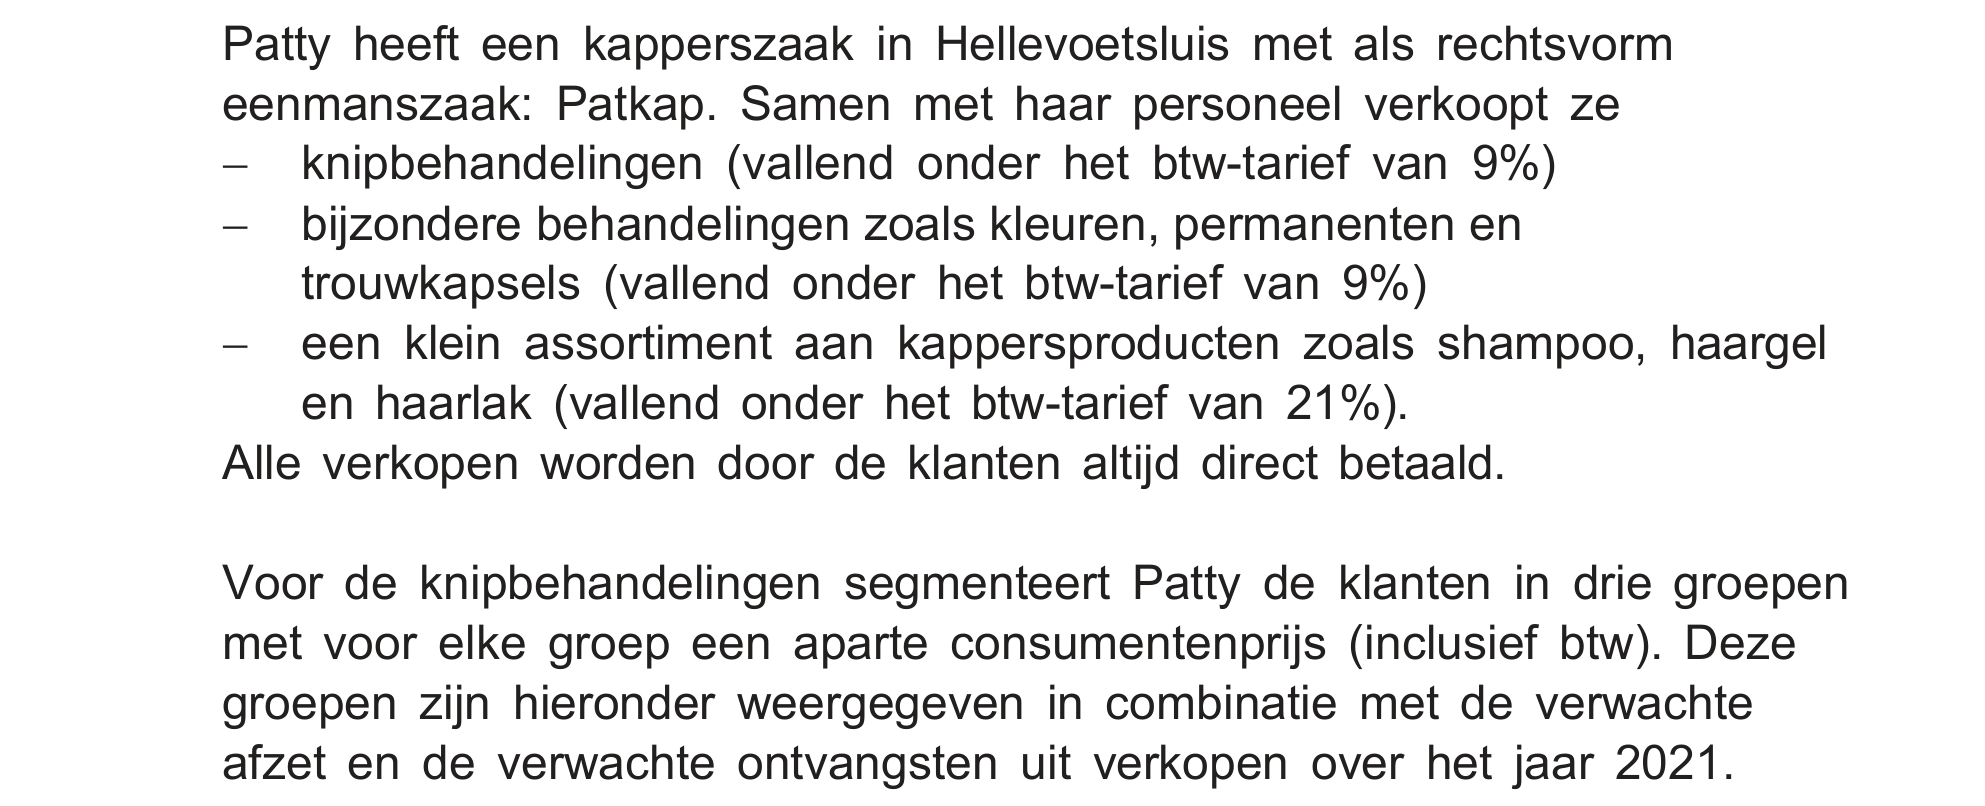 Patty heeft een kapperszaak in Hellevoetsluis met als rechtsvorm
eenmanszaak: Patkap. Samen met haar personeel verkoopt ze
− knipbehandelingen (vallend onder het btw-tarief van 9%)
− bijzondere behandelingen zoals kleuren, permanenten en
trouwkapsels (vallend onder het btw-tarief van 9%)
− een klein assortiment aan kappersproducten zoals shampoo, haargel
en haarlak (vallend onder het btw-tarief van 21%).
Alle verkopen worden door de klanten altijd direct betaald.
Voor de knipbehandelingen segmenteert Patty de klanten in drie groepen
met voor elke groep een aparte consumentenprijs (inclusief btw). Deze
groepen zijn hieronder weergegeven in combinatie met de verwachte
afzet en de verwachte ontvangsten uit verkopen over het jaar 2021.